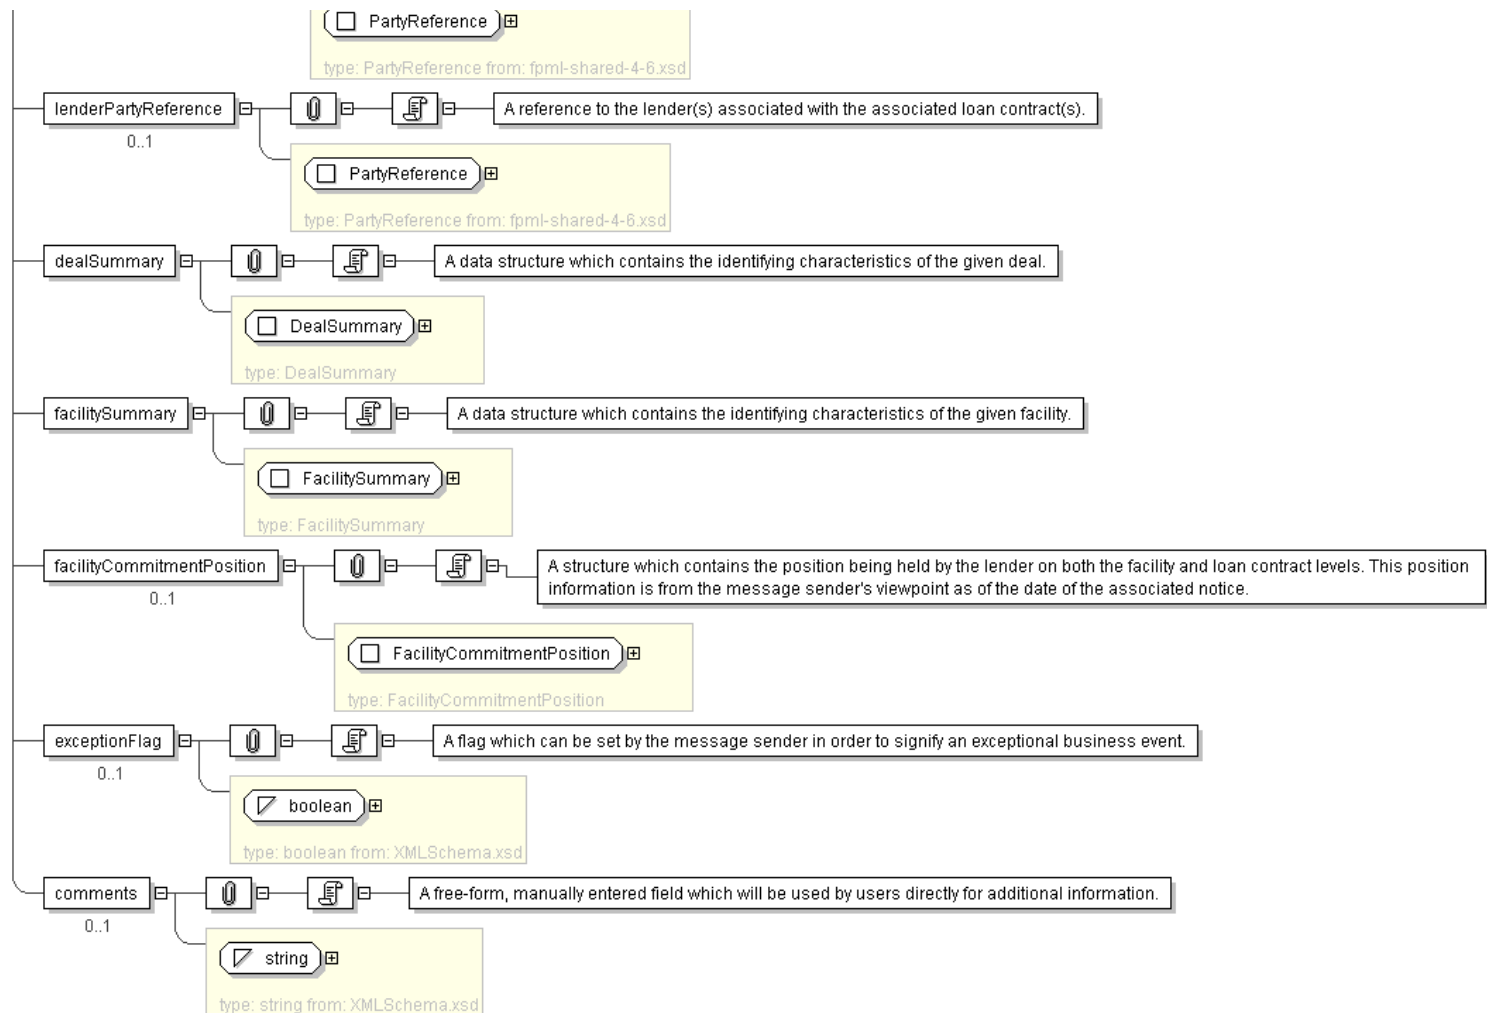 PartyReference
type: PartyReference from: fpml-shared-4-6.xsd
lenderPartyReference
A reference to the lender(s) associated with the associated loan contract(s).
0..1
PartyReference
type: PartyReference from: fpml-shared-4-6.xsd
dealSummary
A data structure which contains the identifying characteristics of the given deal.
DealSummary
type: DealSummary
facilitySummary
A data structure which contains the identifying characteristics of the given facility.
FacilitySummary
type: FacilitySummary
facilityCommitmentPosition
A structure which contains the position being held by the lender on both the facility and loan contract levels. This position
information is from the message sender's viewpoint as of the date of the associated notice.
0..1
FacilityCommitmentPosition
type: FacilityCommitmentPosition
exceptionFlag
A flag which can be set by the message sender in order to signify an exceptional business event.
0..1
boolean
type: boolean from: XMLSchema.xsd
comments
A free-form, manually entered field which will be used by users directly for additional information.
0..1
string
type: string from: XMLSchema.xsd